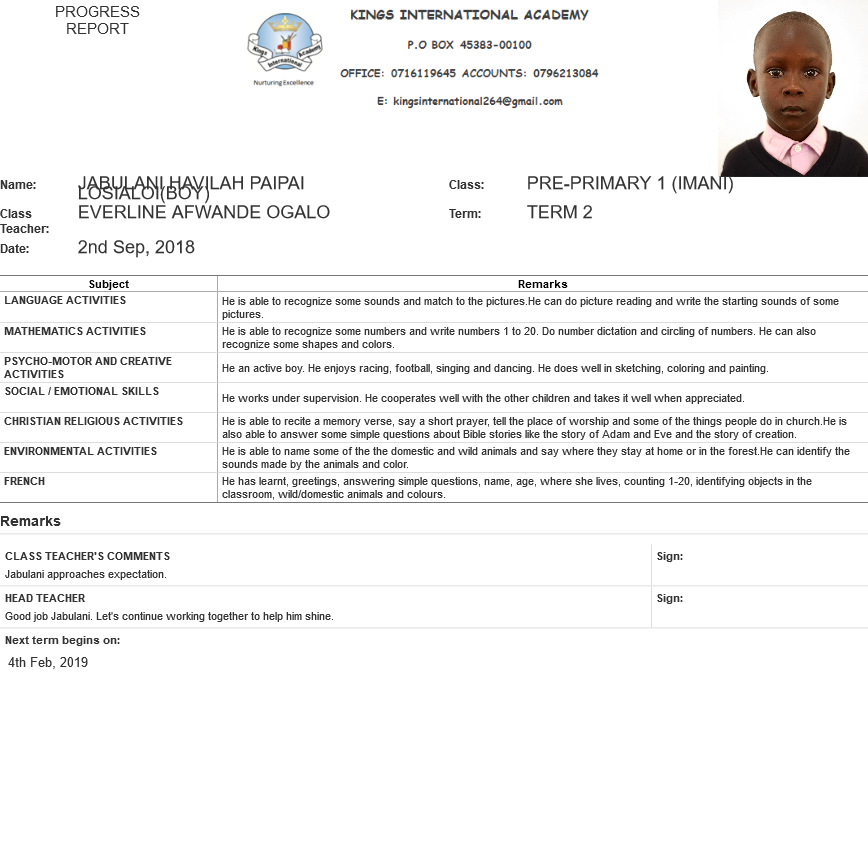 PROGRESS
REPORT
KINGS INTERNATIONAL ACADEMY
P.O BOX 45383-00100
OFFICE: 0716119645 ACCOUNTS: 0796213084
E: kingsinternational264@gmail.com
Kings Academy
International
Nurturing Excellence
Name: JABULANI HAVILAH PAIPAI
LOSIALOI(BOY)
Class: PRE-PRIMARY 1 (IMANI)
Class
Teacher:
EVERLINE AFWANDE OGALO
Term: TERM 2
Date: 2nd Sep, 2018
Subject Remarks
LANGUAGE ACTIVITIES
He is able to recognize some sounds and match to the pictures.He can do picture reading and write the starting sounds of some
pictures.
MATHEMATICS ACTIVITIES
He is able to recognize some numbers and write numbers 1 to 20. Do number dictation and circling of numbers. He can also
recognize some shapes and colors.
PSYCHO-MOTOR AND CREATIVE
ACTIVITIES
He an active boy. He enjoys racing, football, singing and dancing. He does well in sketching, coloring and painting.
SOCIAL / EMOTIONAL SKILLS
He works under supervision. He cooperates well with the other children and takes it well when appreciated.
CHRISTIAN RELIGIOUS ACTIVITIES
He is able to recite a memory verse, say a short prayer, tell the place of worship and some of the things people do in church.He is
also able to answer some simple questions about Bible stories like the story of Adam and Eve and the story of creation.
ENVIRONMENTAL ACTIVITIES
He is able to name some of the the domestic and wild animals and say where they stay at home or in the forest.He can identify the
sounds made by the animals and color.
FRENCH
He has learnt, greetings, answering simple questions, name, age, where she lives, counting 1-20, identifying objects in the
classroom, wild/domestic animals and colours.
Remarks
CLASS TEACHER'S COMMENTS
Jabulani approaches expectation.
Sign:
HEAD TEACHER
Good job Jabulani. Let's continue working together to help him shine.
Sign:
Next term begins on:
4th Feb, 2019